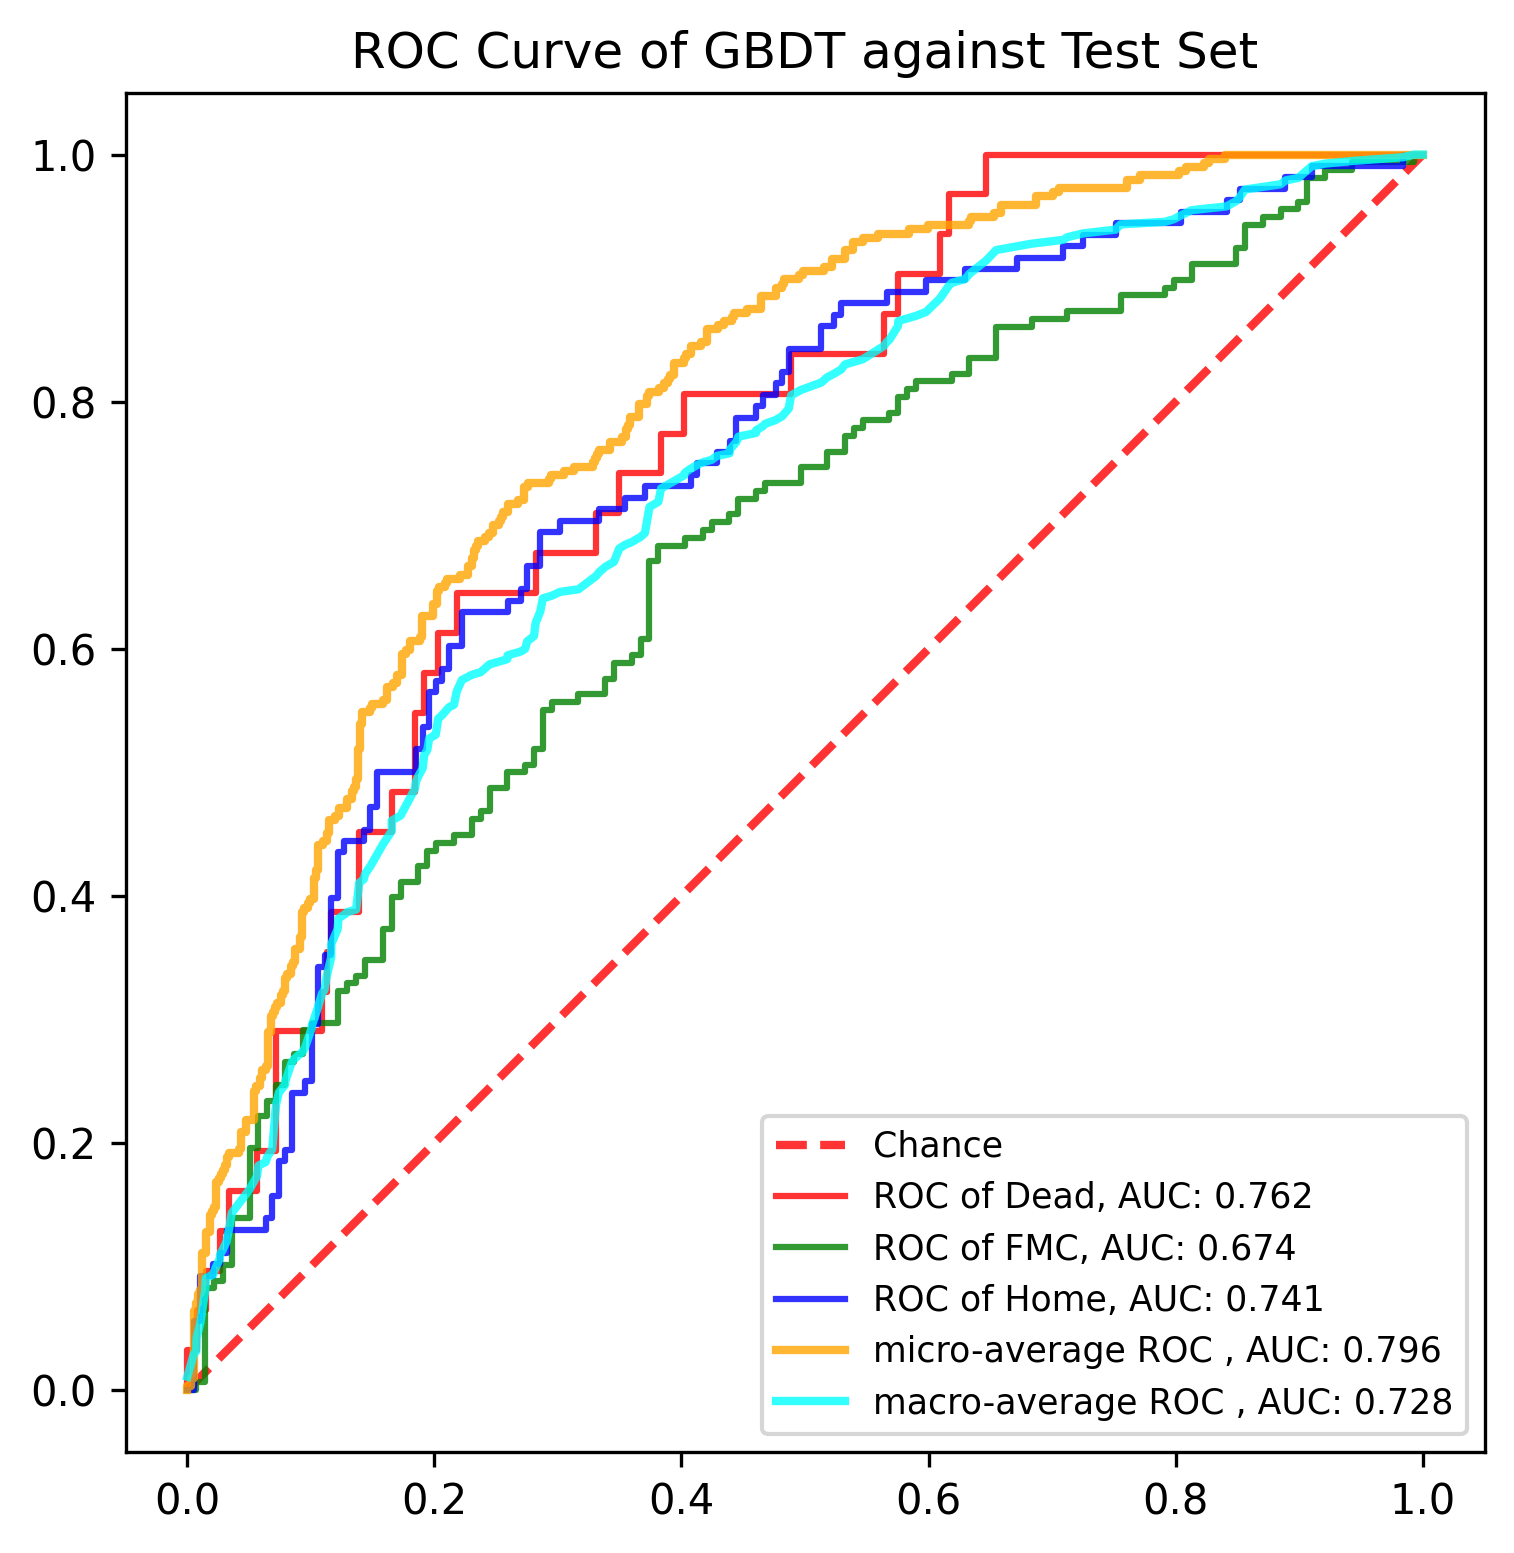 ROC Curve of GBDT against Test Set
1.0
0.8
0.6
0.4
0.2
0.0
Chance
ROC of Dead, AUC: 0.762
ROC of FMC, AUC: 0.674
ROC of Home, AUC: 0.741
micro-average ROC , AUC: 0.796
macro-average ROC , AUC: 0.728
0.0 0.2 0.4 0.6 0.8 1.0